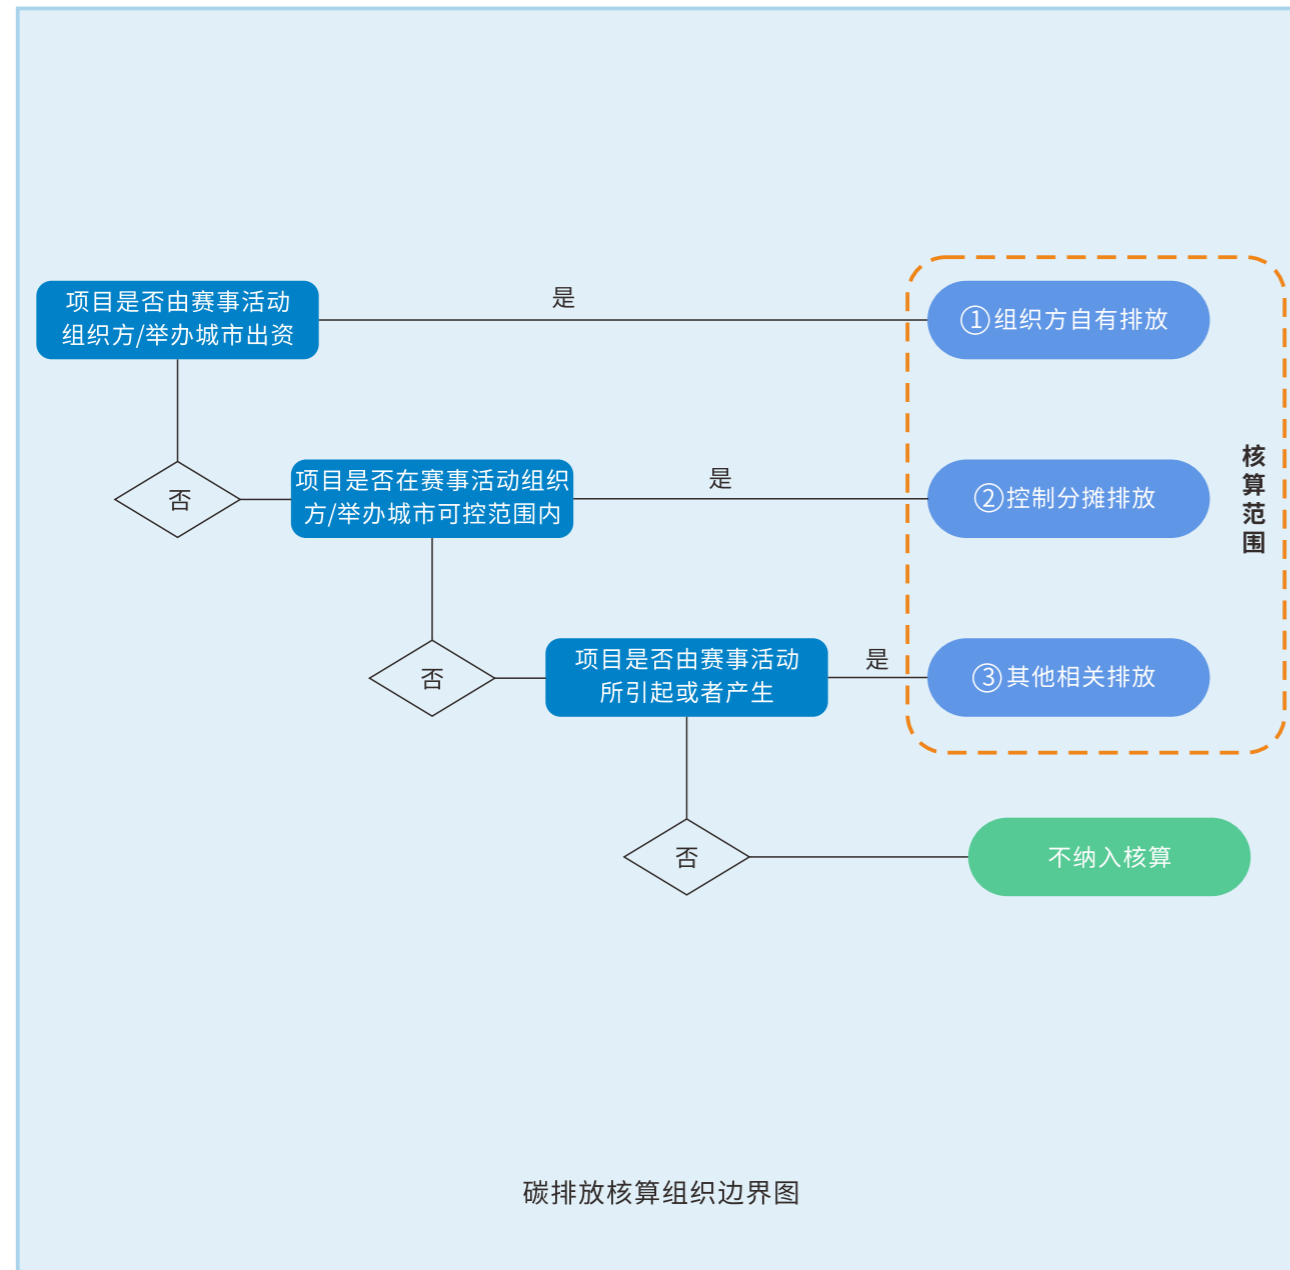 项目是否由赛事活动
组织方/举办城市出资
是
①组织方自有排放
否
项目是否在赛事活动组织
方/举办城市可控范围内
是
②控制分摊排放
核
算
范
围
否
项目是否由赛事活动
所引起或者产生
是
③其他相关排放
否
不纳入核算
碳排放核算组织边界图